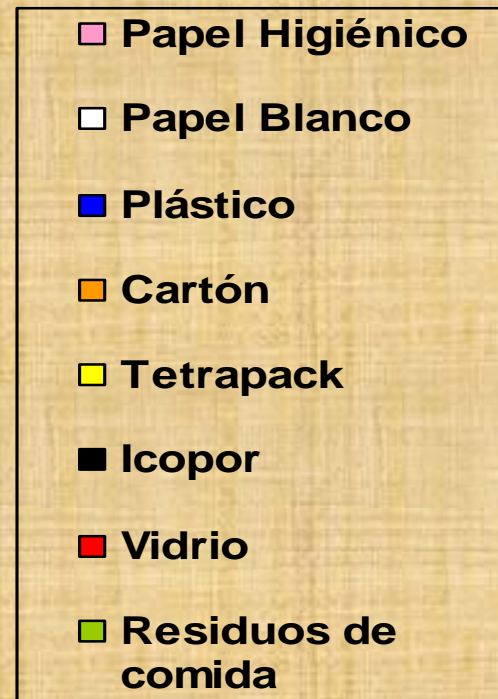 Papel Higiénico
Papel Blanco
Plástico
Cartón
Tetrapack
Icopor
Vidrio
Residuos de
comida